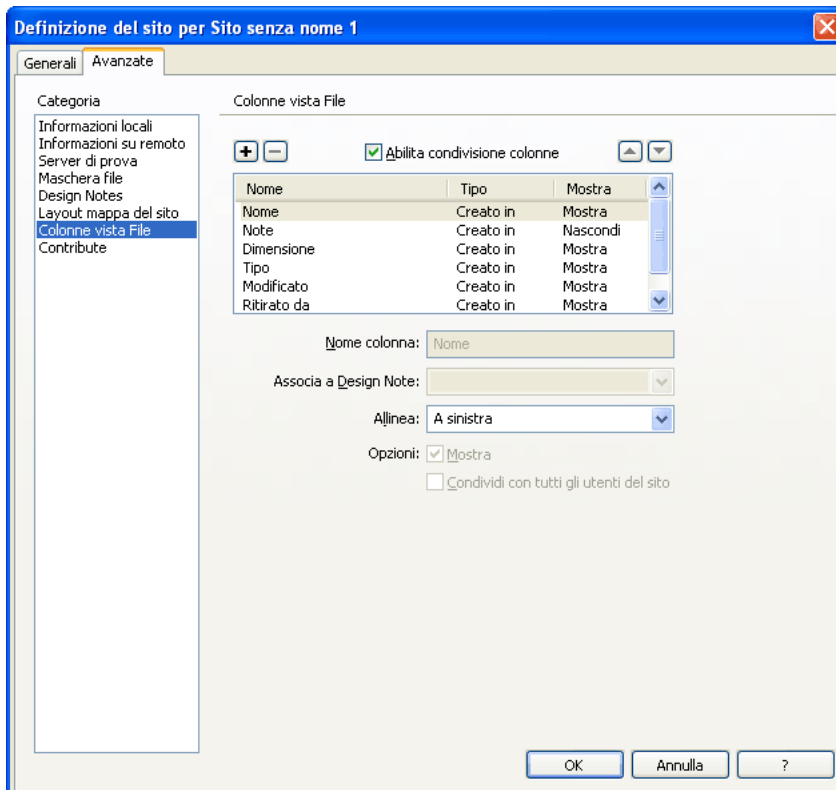 Definizione del sito per Sito senza nome 1
Generali Avanzate
Categoria
Informazioni locali
Informazioni su remoto
Server di prova
Maschera file
Design Notes
Layout mappa del sito
Colonne vista File
Contribute
Colonne vista File
Abilita condivisione colonne
Nome Tipo Mostra
Nome Creato in Mostra
Note Creato in Nascondi
Dimensione Creato in Mostra
Tipo Creato in Mostra
Modificato Creato in Mostra
Ritirato da Creato in Mostra
Nome colonna: Nome
Associa a Design Note:
Allinea: A sinistra
Opzioni: Mostra
Condividi con tutti gli utenti del sito
OK Annulla ?